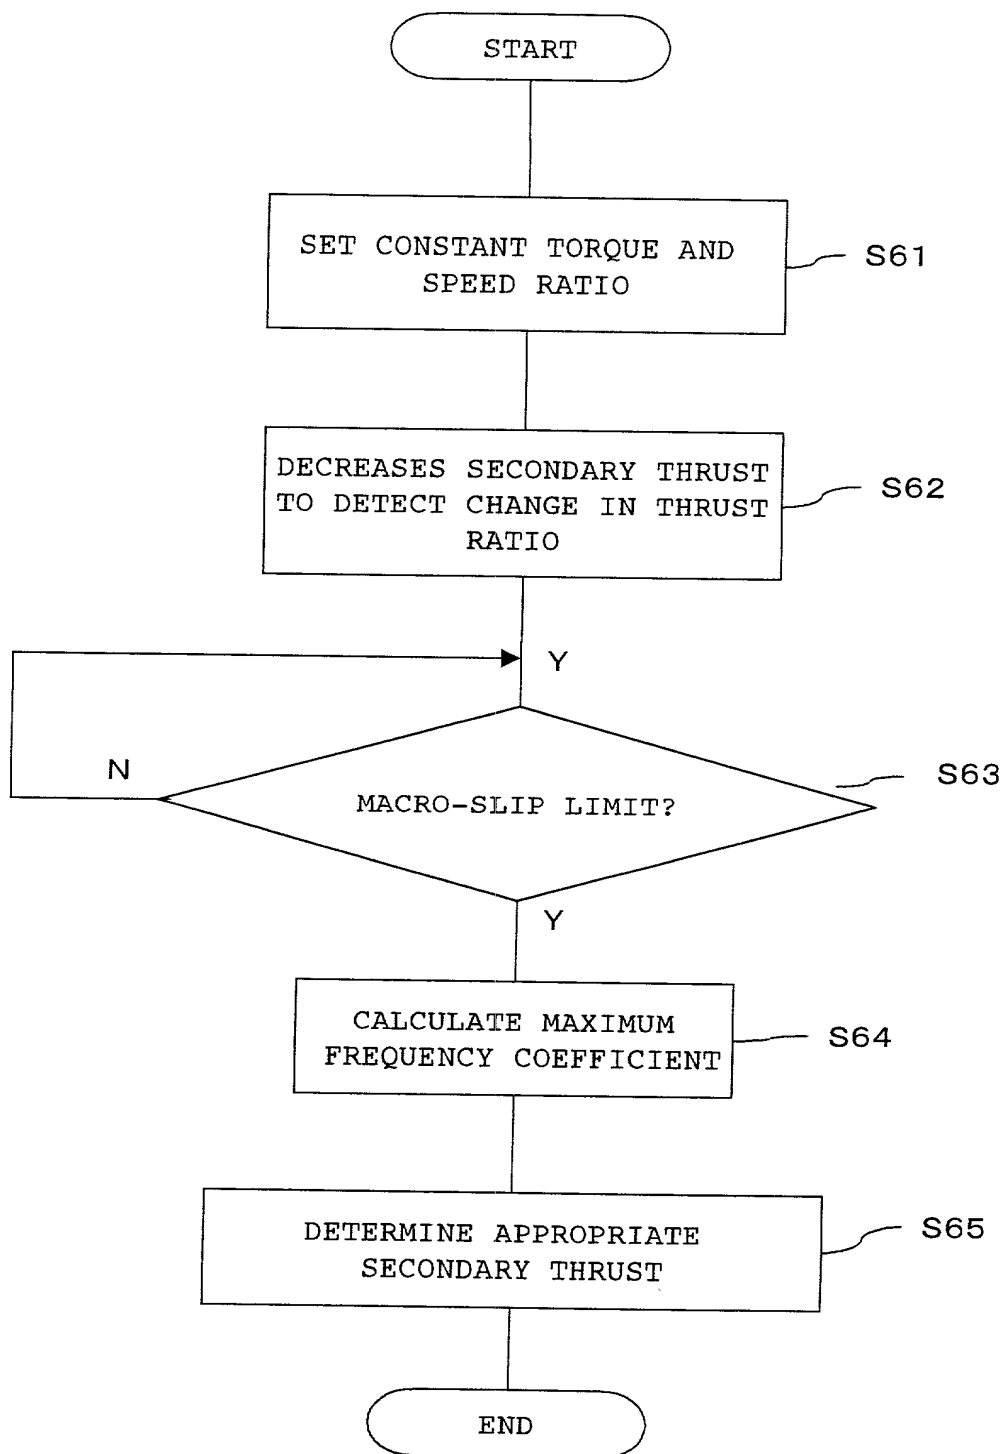 START
SET CONSTANT TORQUE AND
SPEED RATIO
S61
DECREASES SECONDARY THRUST
TO DETECT CHANGE IN THRUST
RATIO
S62
Y
N
MACRO-SLIP LIMIT?
S63
Y
CALCULATE MAXIMUM
FREQUENCY COEFFICIENT
S64
DETERMINE APPROPRIATE
SECONDARY THRUST
S65
END